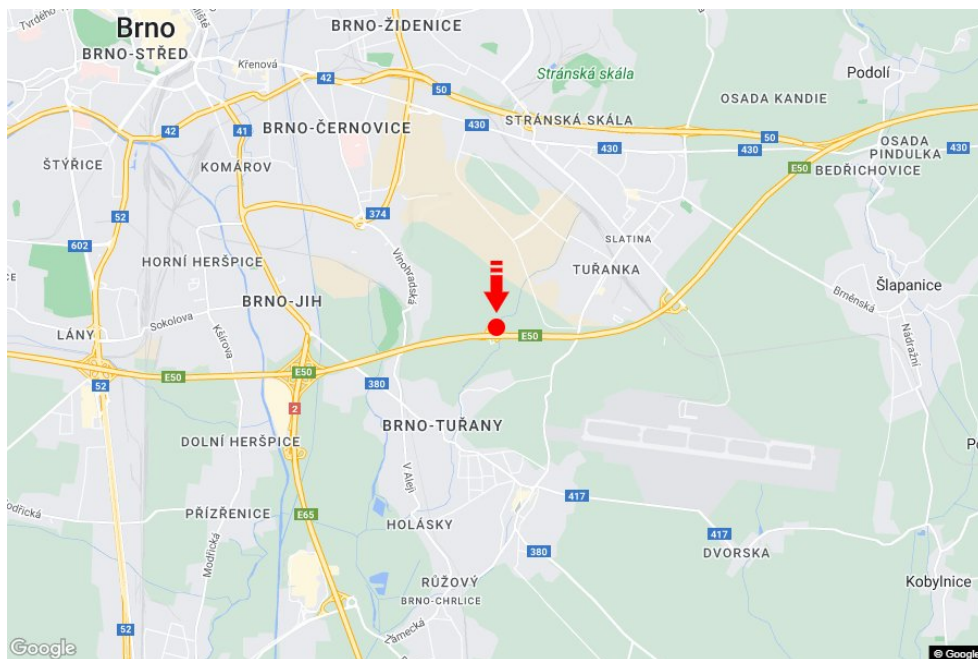 Tvrdého
Brno
BRNO-STŘED
BRNO-ŽIDENICE
Křenová
42
50
Stránská skála
Podolí
OSADA KANDIE
42
41
BRNO-ČERNOVICE
430
STRÁNSKÁ SKÁLA
50
430
430
OSADA
PINDULKA
430
E50
BEDŘICHOVICE
ŠTÝŘICE
KOMÁROV
52
374
602
HORNÍ HERŠPICE
Vinohradská
SLATINA
TUŘANKA
Šlapanice
Brněnská
BRNO-JIH
Sokolova
Kšírova
LÁNY
E50
Nádražní
E50
E50
380
52
2
DOLNÍ HERŠPICE
BRNO-TUŘANY
V Aleji
417
PŘÍZŘENICE
E65
HOLÁSKY
Modřická
380
417
DVORSKA
RŮŽOVÝ
BRNO-CHRLICE
Kobylnice
52
Žárnecká
Google
© Google